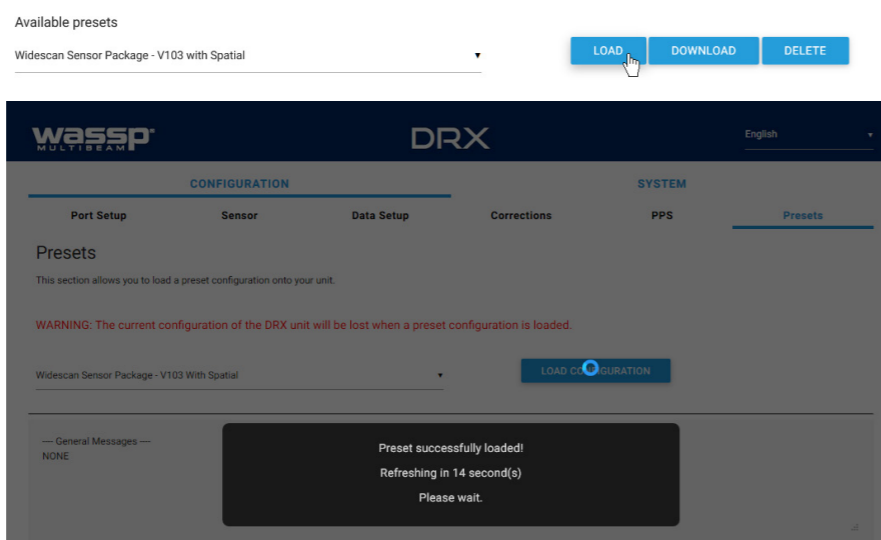 Available presets
Widescan Sensor Package - V103 with Spatial
LOAD DOWNLOAD DELETE
wassp
MULTIBEAM
DRX
English
CONFIGURATION SYSTEM
Port Setup Sensor Data Setup Corrections PPS Presets
Presets
This section allows you to load a preset configuration onto your unit.
WARNING: The current configuration of the DRX unit will be lost when a preset configuration is loaded.
Widescan Sensor Package - V103 With Spatial
LOAD CONFIGURATION
--- General Messages ---
NONE
Preset successfully loaded!
Refreshing in 14 second(s)
Please wait.